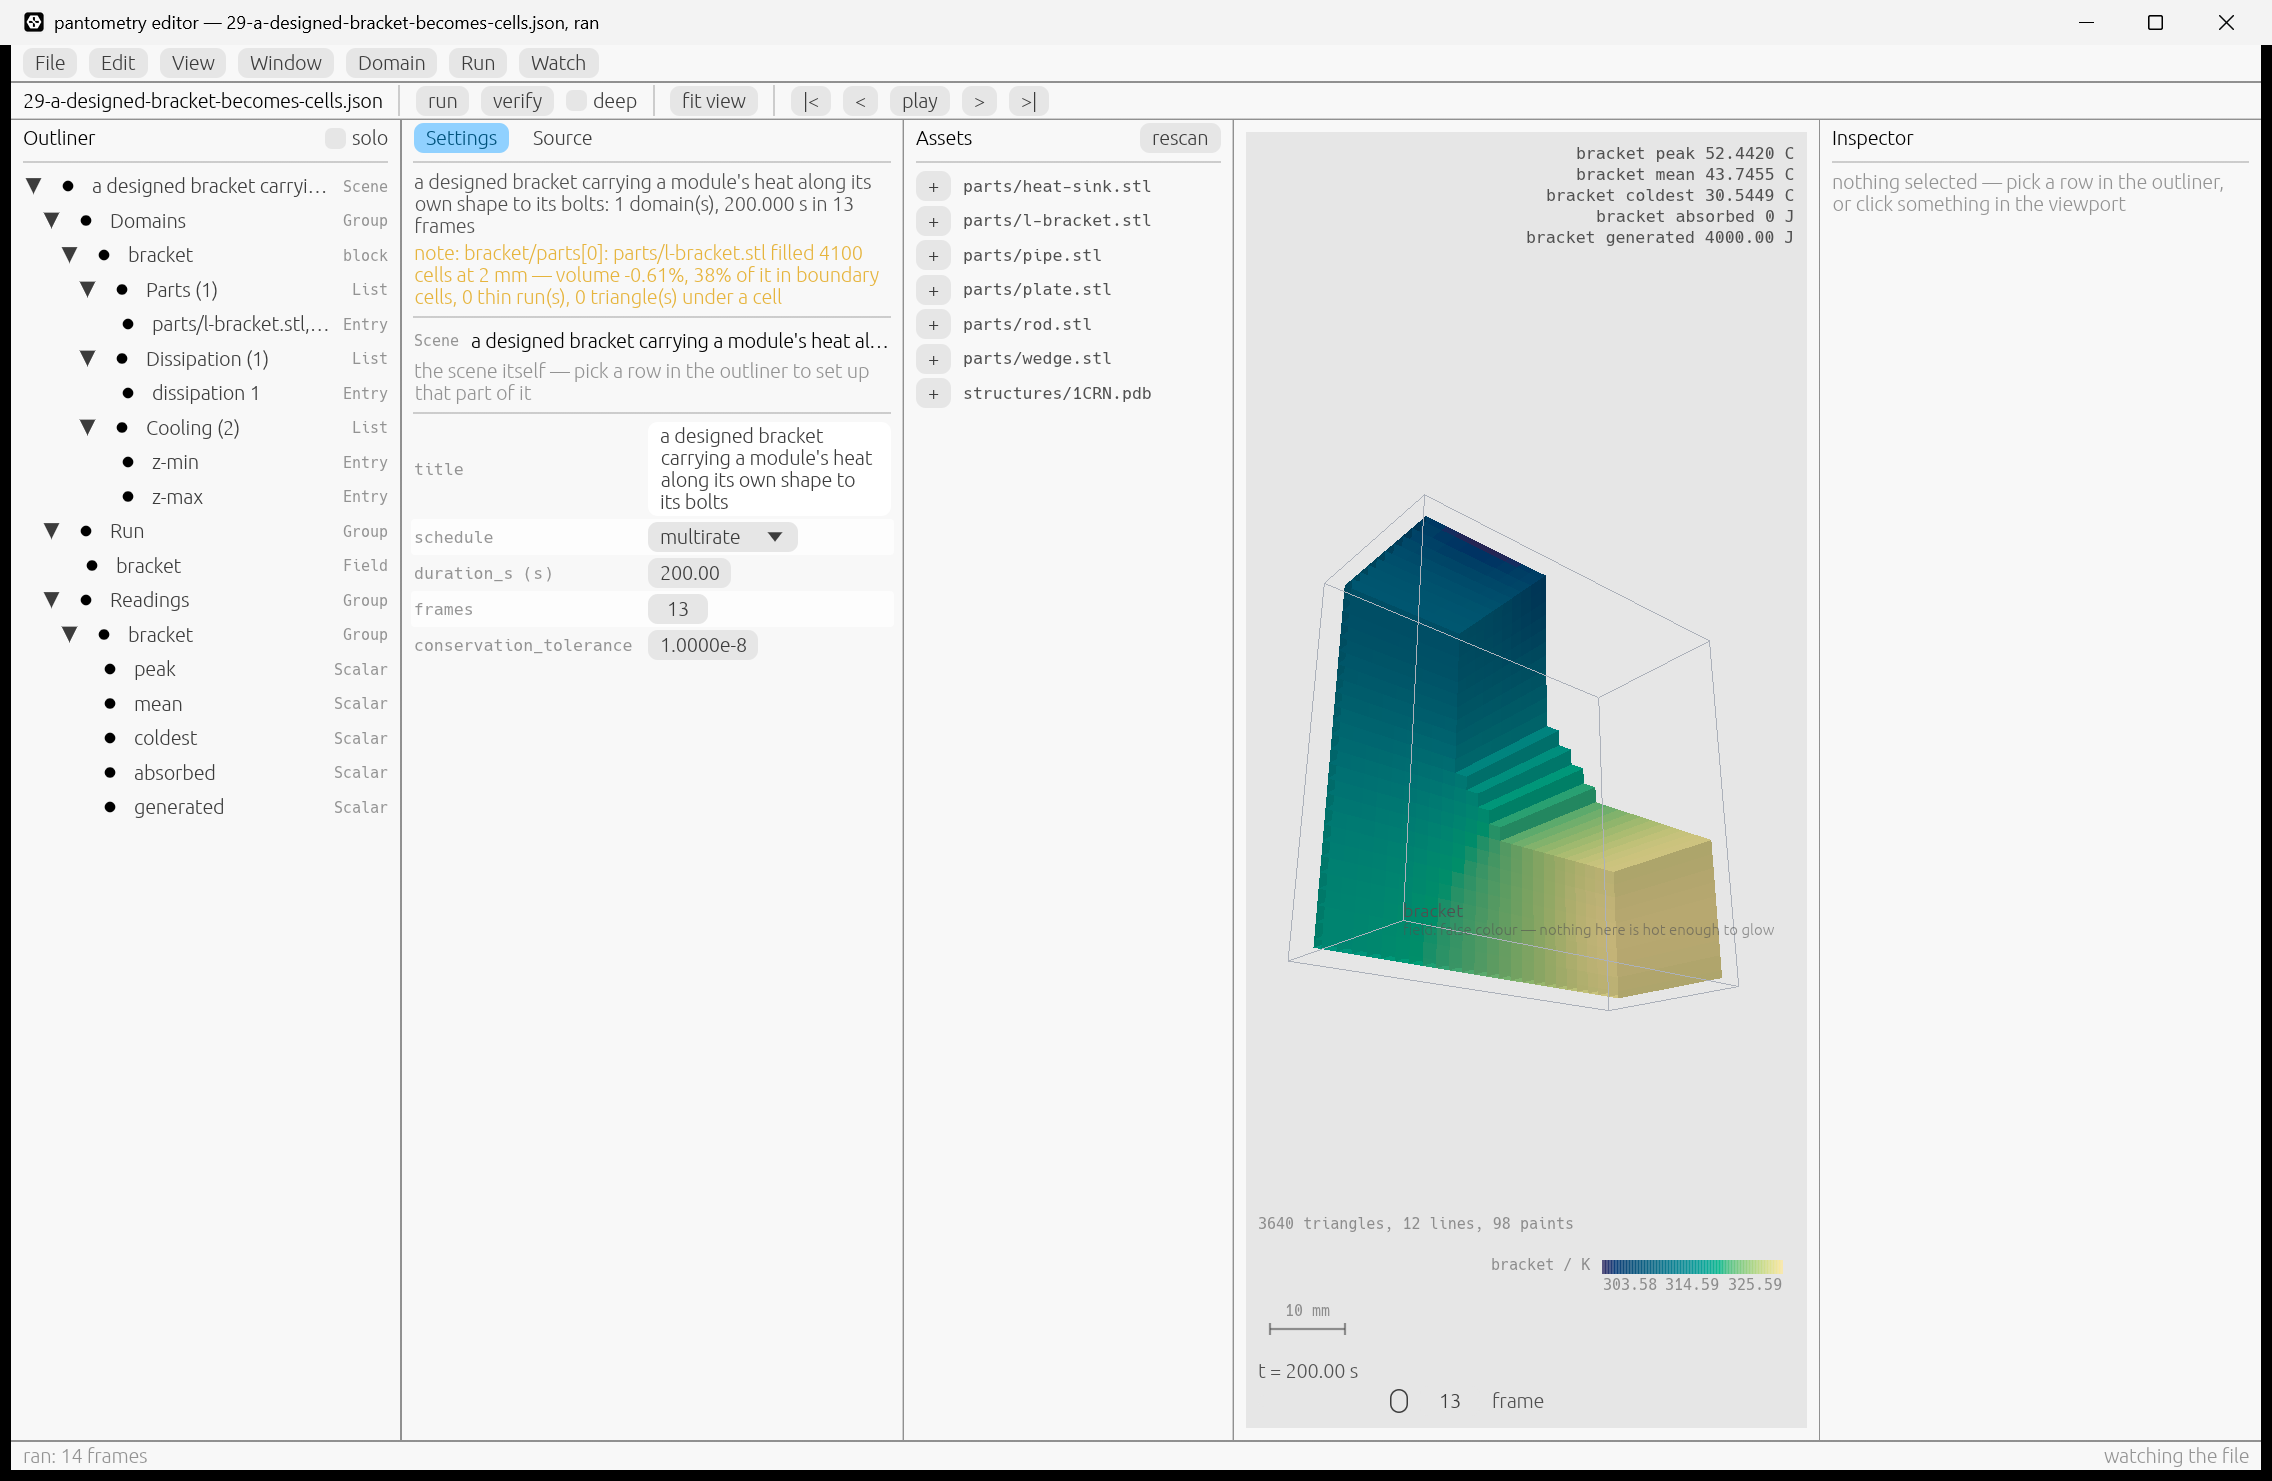 pantometry editor — 29-a-designed-bracket-becomes-cells.json, ran
File Edit View Window Domain Run Watch
29-a-designed-bracket-becomes-cells.json run verify deep fit view |< < play > >|
Outliner solo
a designed bracket carryi... Scene
Domains Group
bracket block
Parts (1) List
parts/l-bracket.stl,... Entry
Dissipation (1) List
dissipation 1 Entry
Cooling (2) List
z-min Entry
z-max Entry
Run Group
bracket Field
Readings Group
bracket Group
peak Scalar
mean Scalar
coldest Scalar
absorbed Scalar
generated Scalar
Settings Source
a designed bracket carrying a module's heat along its
own shape to its bolts: 1 domain(s), 200.000 s in 13
frames
note: bracket/parts[0]: parts/l-bracket.stl filled 4100
cells at 2 mm — volume -0.61%, 38% of it in boundary
cells, 0 thin run(s), 0 triangle(s) under a cell
Scene a designed bracket carrying a module's heat al...
the scene itself — pick a row in the outliner to set up
that part of it
title
a designed bracket
carrying a module's heat
along its own shape to
its bolts
schedule multirate
duration_s (s) 200.00
frames 13
conservation_tolerance 1.0000e-8
Assets rescan
+ parts/heat-sink.stl
+ parts/l-bracket.stl
+ parts/pipe.stl
+ parts/plate.stl
+ parts/rod.stl
+ parts/wedge.stl
+ structures/1CRN.pdb
bracket peak 52.4420 C
bracket mean 43.7455 C
bracket coldest 30.5449 C
bracket absorbed 0 J
bracket generated 4000.00 J
bracket
false colour — nothing here is hot enough to glow
3640 triangles, 12 lines, 98 paints
bracket / K
303.58 314.59 325.59
10 mm
t = 200.00 s
13 frame
Inspector
nothing selected — pick a row in the outliner,
or click something in the viewport
ran: 14 frames
watching the file